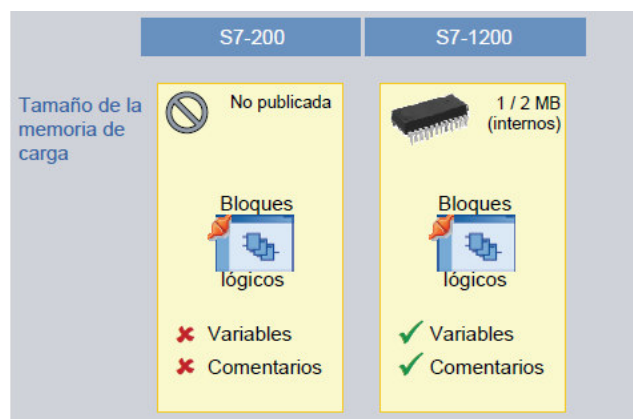 S7-200
S7-1200
Tamaño de la
memoria de
carga
No publicada
Bloques
lógicos
Variables
Comentarios
1 / 2 MB
(internos)
Bloques
lógicos
Variables
Comentarios